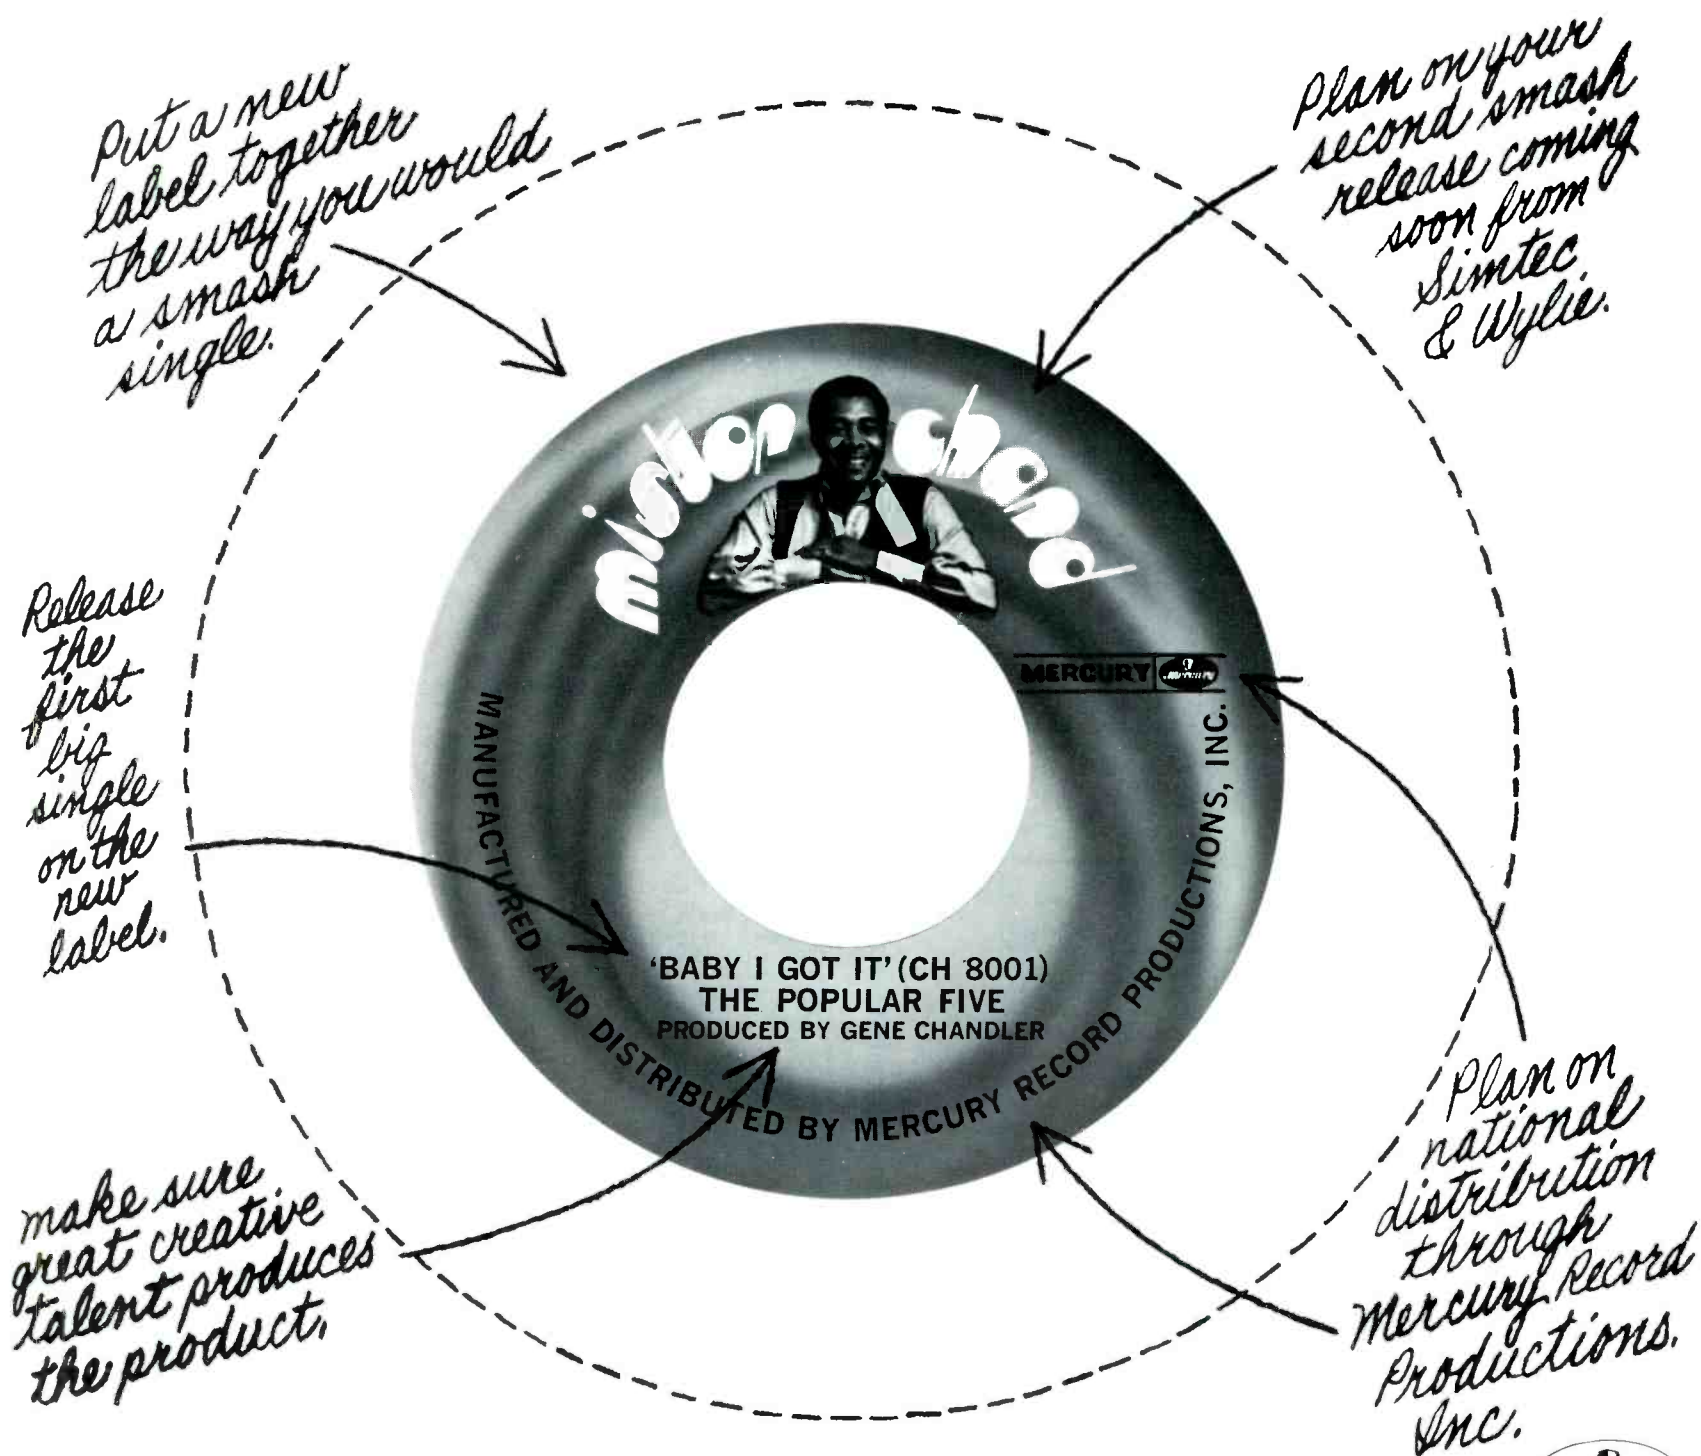 Put a new
label together
the way you would
a smash
single.
Plan on your
second smash
release coming
soon from
Simtec
& Wylie.
mister chand
Release
the
first
big
single
on the
new
label.
MERCURY
MANUFACTURED AND DISTRIBUTED BY MERCURY RECORD PRODUCTIONS, INC.
‘BABY I GOT IT’ (CH 8001)
THE POPULAR FIVE
PRODUCED BY GENE CHANDLER
make sure
great creative
talent produces
the product.
Plan on
national
distribution
through
Mercury Record
Productions.
Inc.